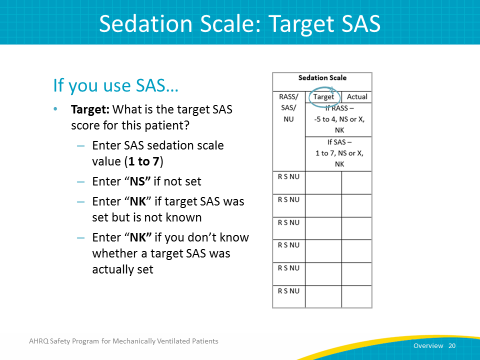 Sedation Scale: Target SAS
If you use SAS…
• Target: What is the target SAS
score for this patient?
– Enter SAS sedation scale
value (1 to 7)
– Enter “NS” if not set
– Enter “NK” if target SAS was
set but is not known
– Enter “NK” if you don’t know
whether a target SAS was
actually set
Sedation Scale
RASS/
SAS/
NU
Target
Actual
If RASS –
-5 to 4, NS or X,
NK
If SAS –
1 to 7, NS or X,
NK
R S NU
R S NU
R S NU
R S NU
R S NU
R S NU
AHRQ Safety Program for Mechanically Ventilated Patients
Overview 20